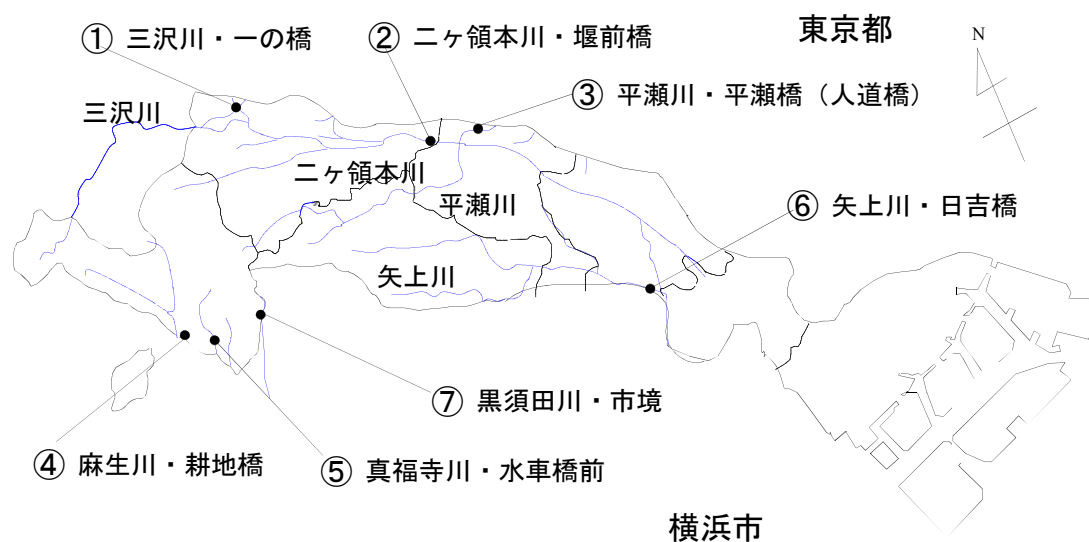 ① 三沢川・一の橋
② 二ヶ領本川・堰前橋
東京都
N
③ 平瀬川・平瀬橋（人道橋）
三沢川
二ヶ領本川
平瀬川
⑥ 矢上川・日吉橋
矢上川
⑦ 黒須田川・市境
④ 麻生川・耕地橋
⑤ 真福寺川・水車橋前
横浜市